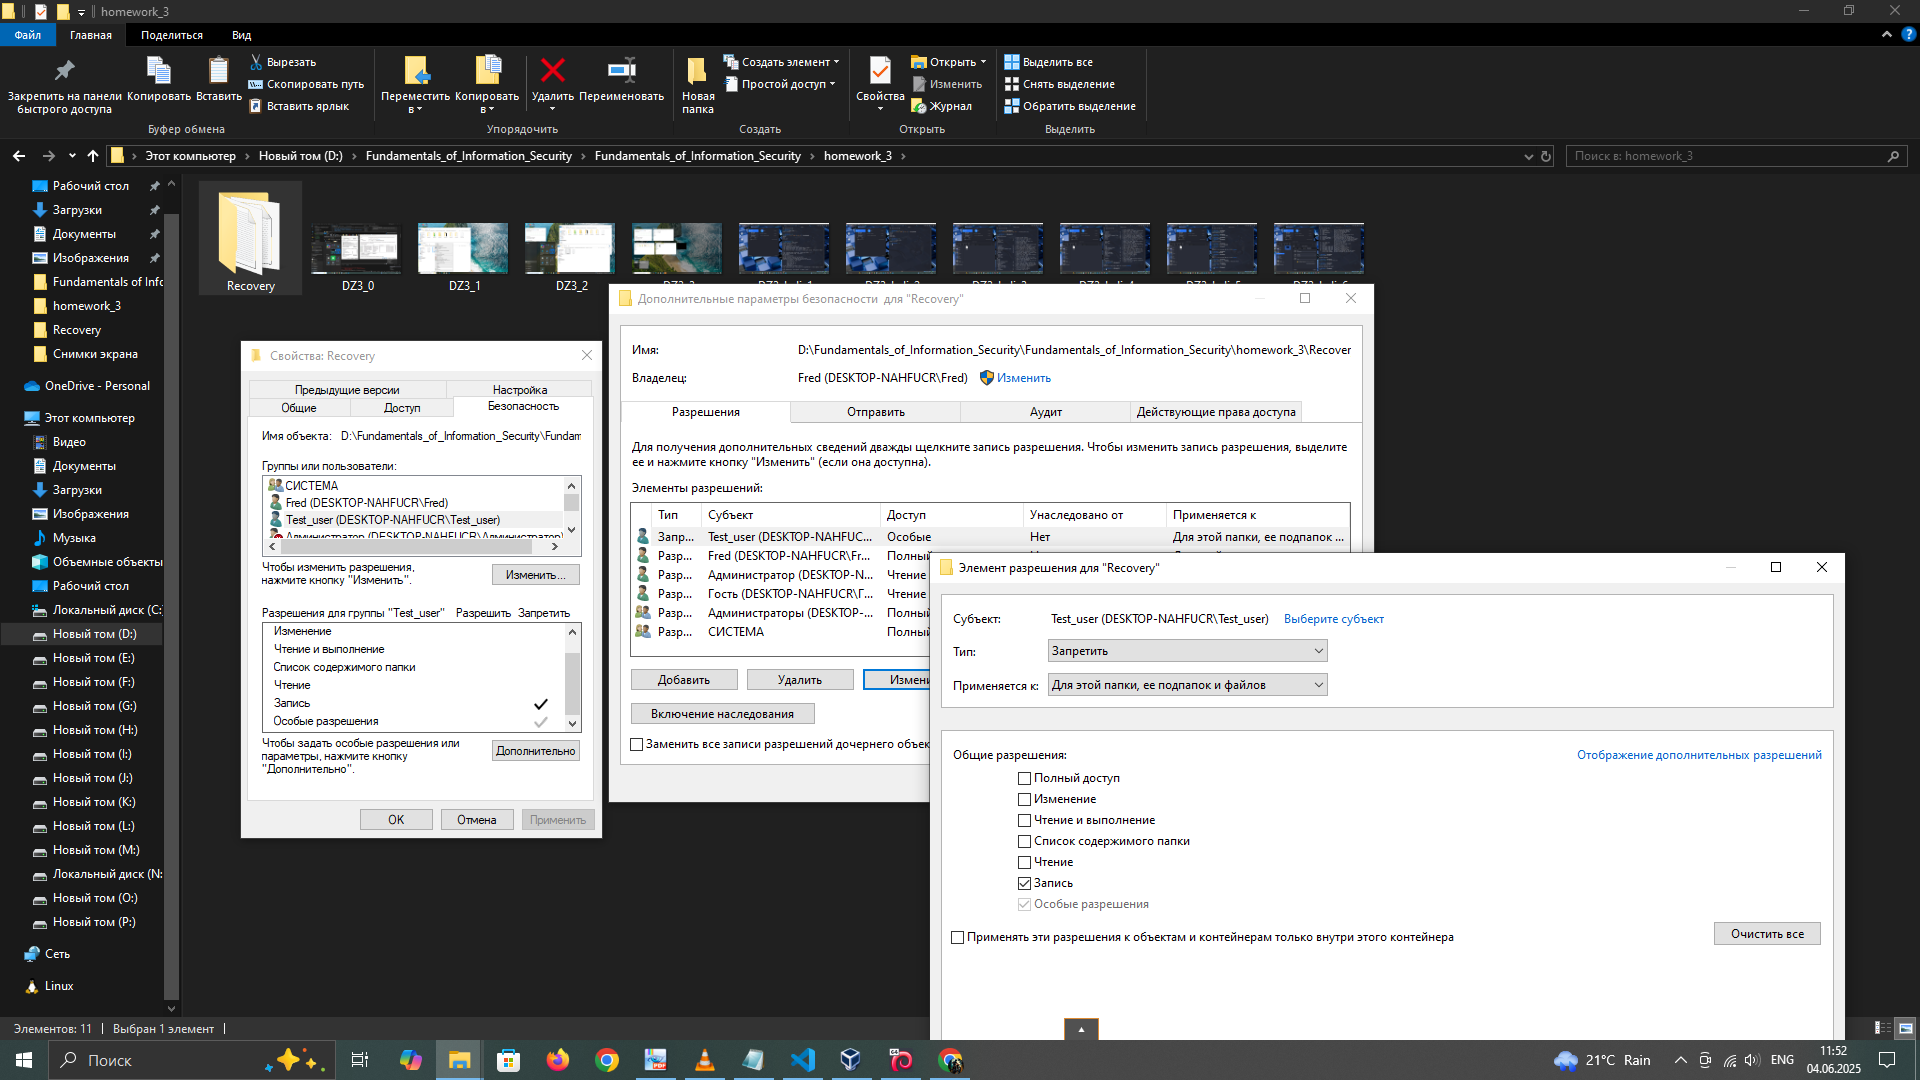 homework_3
Файл
Главная
Поделиться
Вид
Закрепить на панели быстрого доступа
Копировать
Вставить
Вырезать
Скопировать путь
Вставить ярлык
Буфер обмена
Переместить в
Копировать в
Удалить
Переименовать
Упорядочить
Новая папка
Создать элемент
Простой доступ
Создать
Свойства
Открыть
Изменить
Журнал
Открыть
Выделить все
Снять выделение
Обратить выделение
Выделить
Этот компьютер > Новый том (D:) > Fundamentals_of_Information_Security > Fundamentals_of_Information_Security > homework_3 >
Поиск в: homework_3
Рабочий стол
Загрузки
Документы
Изображения
Fundamentals of Infc
homework_3
Recovery
Снимки экрана
OneDrive - Personal
Этот компьютер
Видео
Документы
Загрузки
Изображения
Музыка
Объемные объекты
Рабочий стол
Локальный диск (C:)
Новый том (D:)
Новый том (E:)
Новый том (F:)
Новый том (G:)
Новый том (H:)
Новый том (I:)
Новый том (J:)
Новый том (K:)
Новый том (L:)
Новый том (M:)
Локальный диск (N:
Новый том (O:)
Новый том (P:)
Сеть
Linux
Recovery
DZ3_0
DZ3_1
DZ3_2
Свойства: Recovery
Предыдущие версии
Настройка
Общие
Доступ
Безопасность
Имя объекта: D:\Fundamentals_of_Information_Security\Fundam
Группы или пользователи:
СИСТЕМА
Fred (DESKTOP-NAHFUCR\Fred)
Test_user (DESKTOP-NAHFUCR\Test_user)
Администратор (DESKTOP-NAHFUCR\Администратор)
Чтобы изменить разрешения,
нажмите кнопку "Изменить".
Изменить...
Разрешения для группы "Test_user" Разрешить Запретить
Изменение
Чтение и выполнение
Список содержимого папки
Чтение
Запись
Особые разрешения
Чтобы задать особые разрешения или
параметры, нажмите кнопку
"Дополнительно".
Дополнительно
OK
Отмена
Применить
Дополнительные параметры безопасности для "Recovery"
Имя: D:\Fundamentals_of_Information_Security\Fundamentals_of_Information_Security\homework_3\Recover
Владелец: Fred (DESKTOP-NAHFUCR\Fred) Изменить
Разрешения
Отправить
Аудит
Действующие права доступа
Для получения дополнительных сведений дважды щелкните запись разрешения. Чтобы изменить запись разрешения, выделите
ее и нажмите кнопку "Изменить" (если она доступна).
Элементы разрешений:
Тип Субъект Доступ Унаследовано от Применяется к
Запр... Test_user (DESKTOP-NAHFUC... Особые Нет Для этой папки, ее подпапок ...
Разр... Fred (DESKTOP-NAHFUCR\Fr... Полный
Разр... Администратор (DESKTOP-N... Чтение
Разр... Гость (DESKTOP-NAHFUCR\Г... Чтение
Разр... Администраторы (DESKTOP-... Полный
Разр... СИСТЕМА Полный
Добавить
Удалить
Измени
Включение наследования
Заменить все записи разрешений дочернего объек
Элемент разрешения для "Recovery"
Субъект: Test_user (DESKTOP-NAHFUCR\Test_user) Выберите субъект
Тип: Запретить
Применяется к: Для этой папки, ее подпапок и файлов
Общие разрешения:
Отображение дополнительных разрешений
Полный доступ
Изменение
Чтение и выполнение
Список содержимого папки
Чтение
Запись
Особые разрешения
Применять эти разрешения к объектам и контейнерам только внутри этого контейнера
Очистить все
Элементов: 11
Выбран 1 элемент
Поиск
21°C Rain
ENG
11:52
04.06.2025